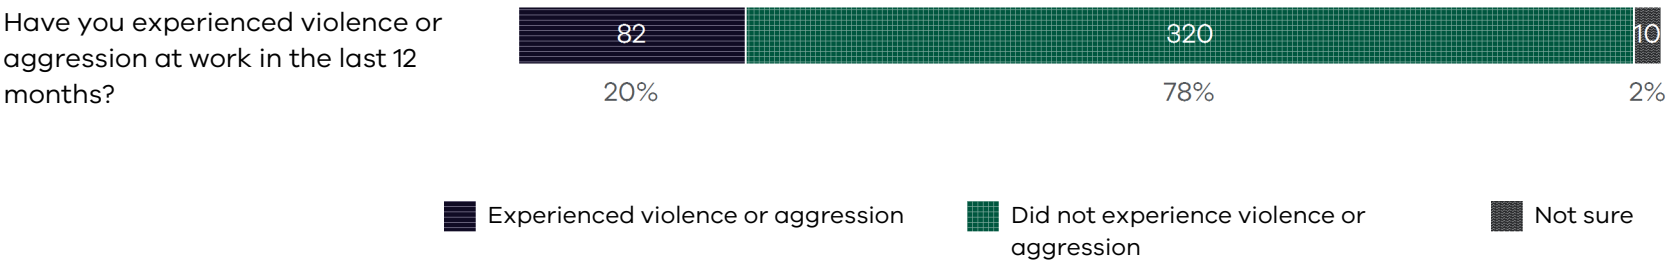 Have you experienced violence or
aggression at work in the last 12
months?
82
320
10
20%
78%
2%
Experienced violence or aggression
Did not experience violence or
aggression
Not sure